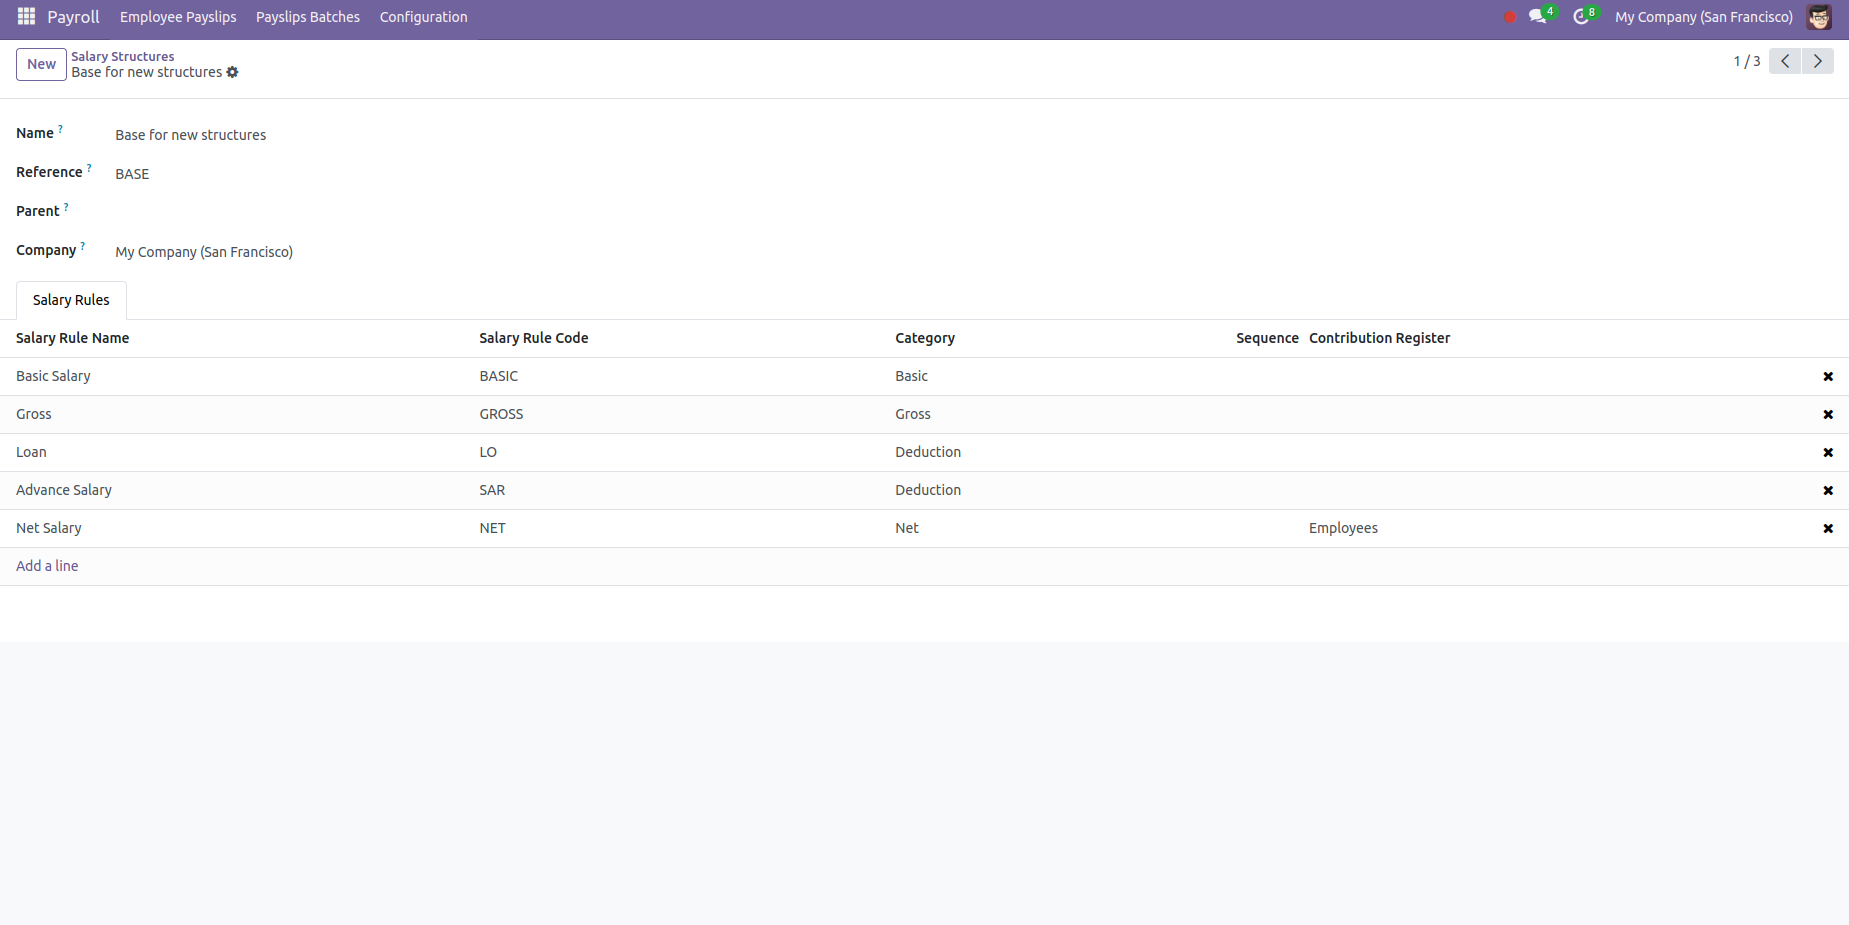 Payroll Employee Payslips Payslips Batches Configuration 4 8 My Company (San Francisco)
New Salary Structures 1 / 3
Base for new structures
Name ? Base for new structures
Reference ? BASE
Parent ?
Company ? My Company (San Francisco)
Salary Rules
Salary Rule Name Salary Rule Code Category Sequence Contribution Register
Basic Salary BASIC Basic
Gross GROSS Gross
Loan LO Deduction
Advance Salary SAR Deduction
Net Salary NET Net Employees
Add a line